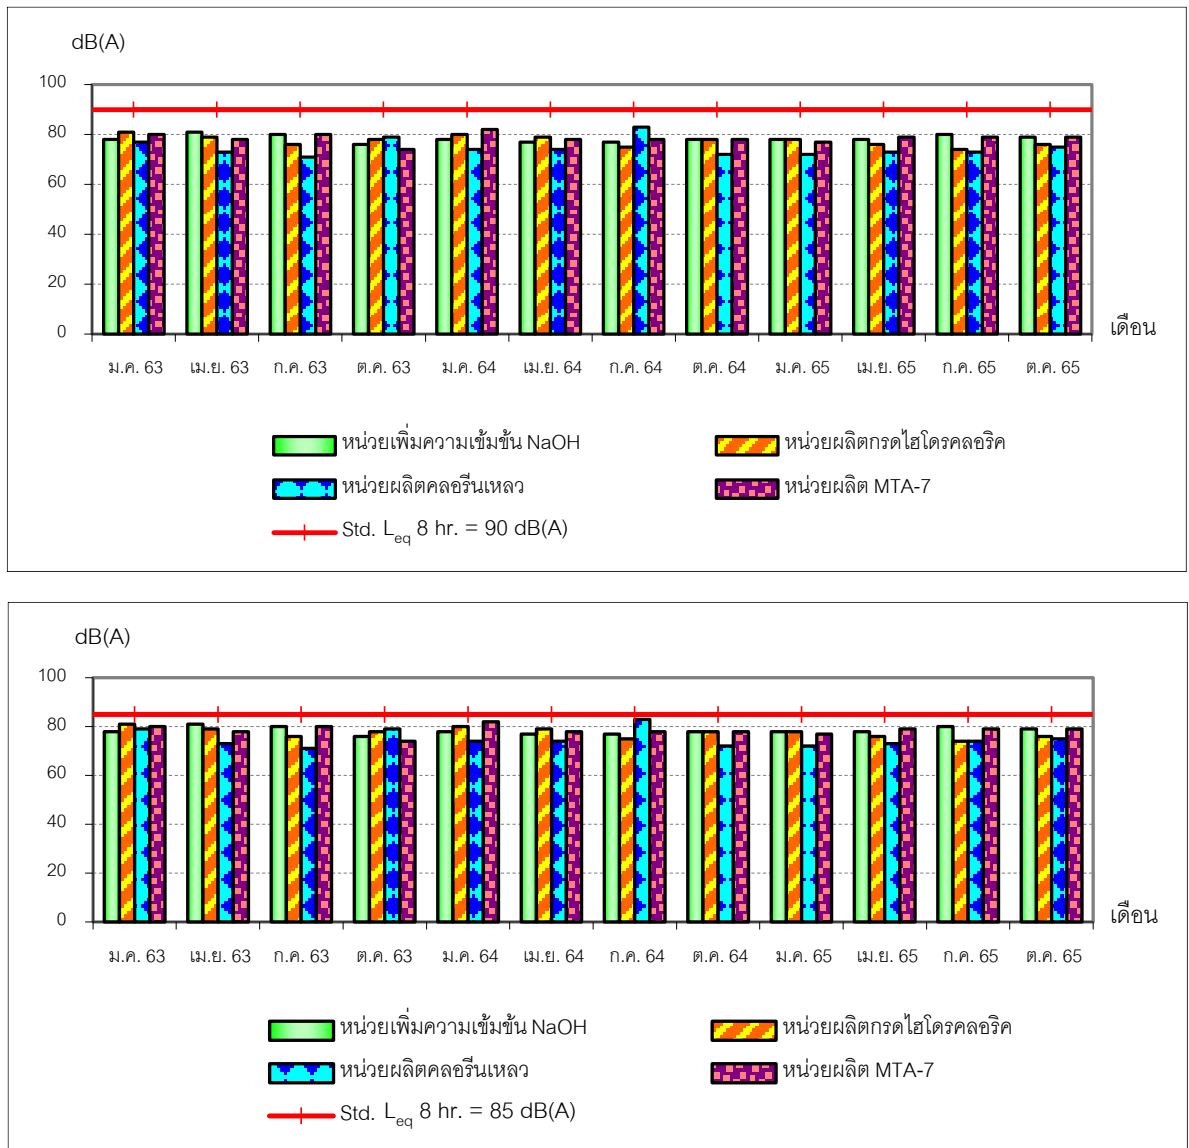 dB(A)
100
80
60
40
20
0
เดือน
ม.ค. 63 เม.ย. 63 ก.ค. 63 ต.ค. 63 ม.ค. 64 เม.ย. 64 ก.ค. 64 ต.ค. 64 ม.ค. 65 เม.ย. 65 ก.ค. 65 ต.ค. 65
หน่วยเพิ่มความเข้มข้น NaOH หน่วยผลิตกรดไฮโดรคลอริค
หน่วยผลิตคลอรีนเหลว หน่วยผลิต MTA-7
Std. Leq 8 hr. = 90 dB(A)
dB(A)
100
80
60
40
20
0
เดือน
ม.ค. 63 เม.ย. 63 ก.ค. 63 ต.ค. 63 ม.ค. 64 เม.ย. 64 ก.ค. 64 ต.ค. 64 ม.ค. 65 เม.ย. 65 ก.ค. 65 ต.ค. 65
หน่วยเพิ่มความเข้มข้น NaOH หน่วยผลิตกรดไฮโดรคลอริค
หน่วยผลิตคลอรีนเหลว หน่วยผลิต MTA-7
Std. Leq 8 hr. = 85 dB(A)